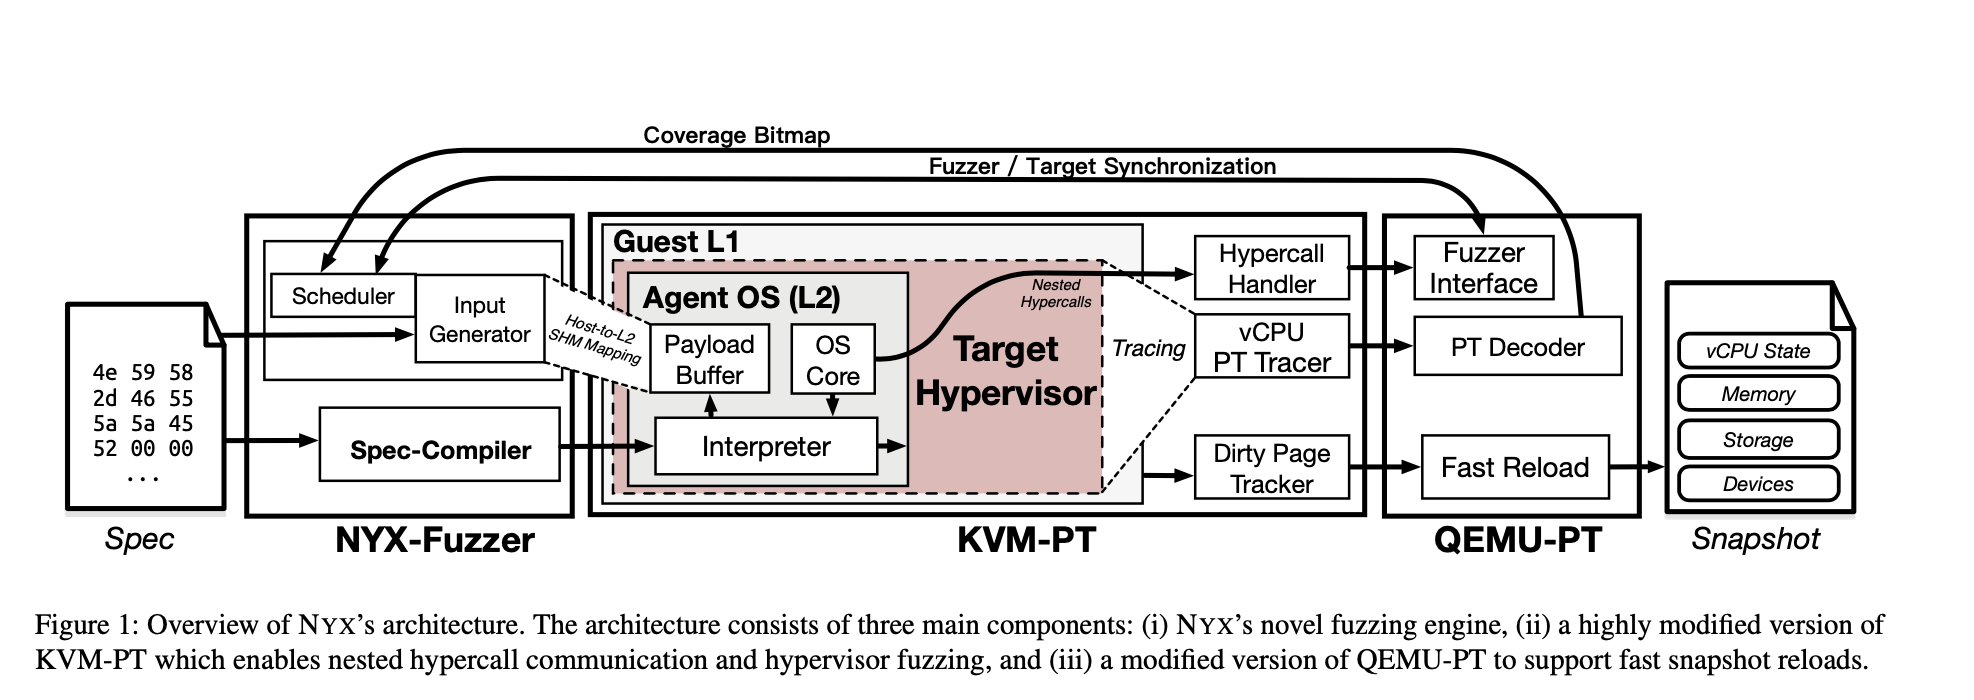 Coverage Bitmap
Fuzzer / Target Synchronization
4e 59 58
2d 46 55
5a 5a 45
52 00 00
...
Spec
Scheduler
Input
Generator
Spec-Compiler
NYX-Fuzzer
Host-to-L2
SHM Mapping
Guest L1
Agent OS (L2)
Payload
Buffer
OS
Core
Interpreter
Nested
Hypercalls
Target
Hypervisor
Tracing
Hypercall
Handler
vCPU
PT Tracer
Dirty Page
Tracker
KVM-PT
Fuzzer
Interface
PT Decoder
Fast Reload
QEMU-PT
vCPU State
Memory
Storage
Devices
Snapshot
Figure 1: Overview of NYX’s architecture. The architecture consists of three main components: (i) NYX’s novel fuzzing engine, (ii) a highly modified version of
KVM-PT which enables nested hypercall communication and hypervisor fuzzing, and (iii) a modified version of QEMU-PT to support fast snapshot reloads.